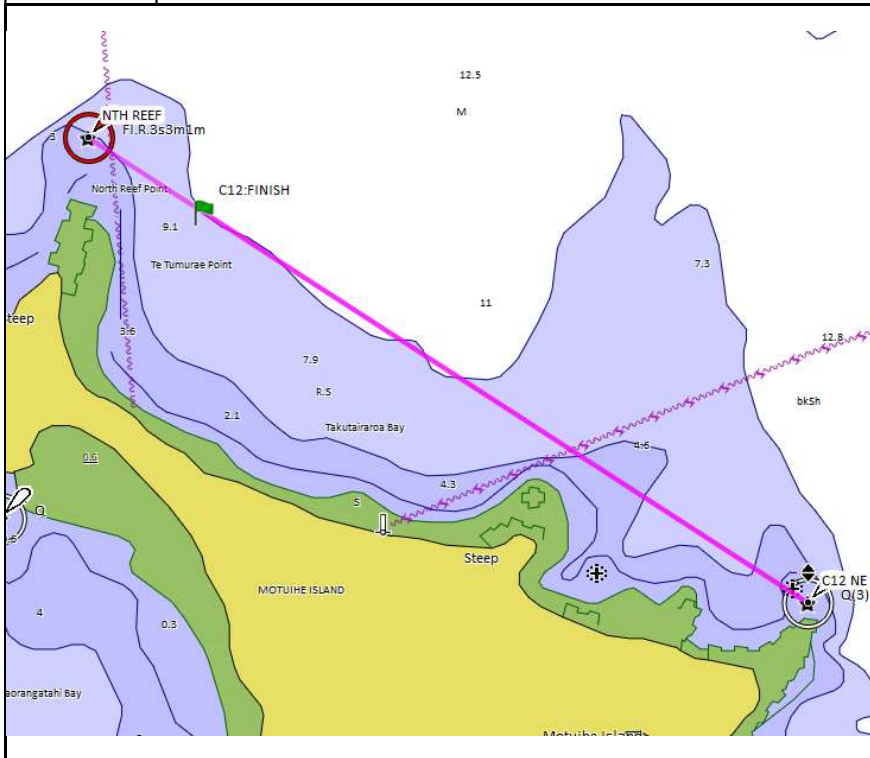 12.5
M
NTH REEF
Fl.R.3s3m1m
3
North Reef Point
C12:FINISH
9.1
Te Tumurae Point
7.3
11
teep
3.6
12.8
7.9
R.S
bkSh
2.1
Takutairaroa Bay
4.6
0.6
4.3
S
Q
Steep
C12 NE
Q(3)
MOTUIHE ISLAND
4
0.3
aorangatahi Bay